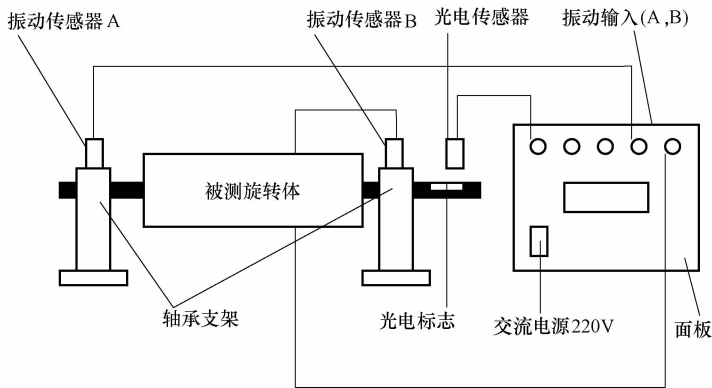 振动传感器A
振动传感器B
光电传感器
振动输入(A,B)
被测旋转体
轴承支架
光电标志
交流电源220V
面板